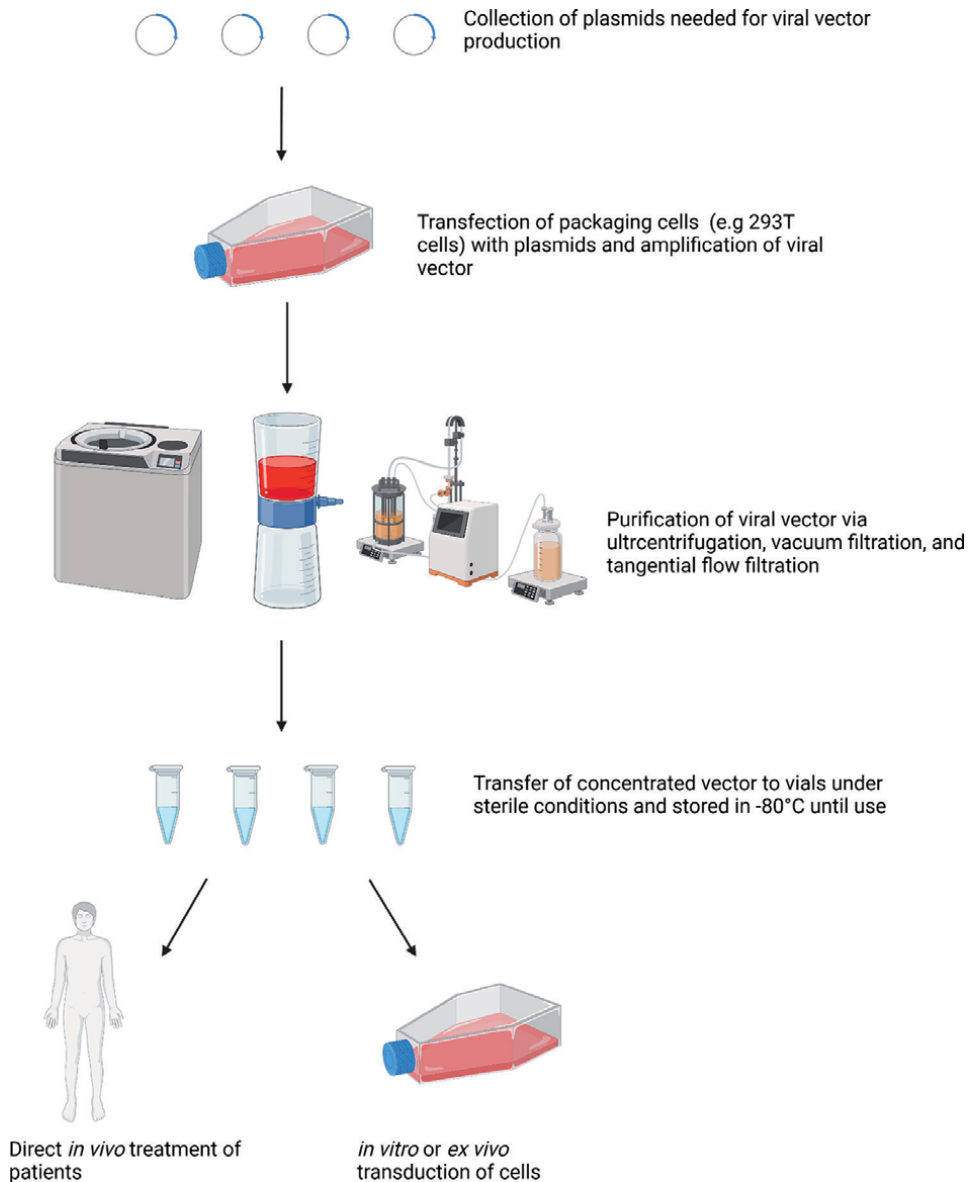 Collection of plasmids needed for viral vector
production
Transfection of packaging cells (e.g 293T
cells) with plasmids and amplification of viral
vector
Purification of viral vector via
ultrcentrifugation, vacuum filtration, and
tangential flow filtration
Transfer of concentrated vector to vials under
sterile conditions and stored in -80°C until use
Direct in vivo treatment of
patients
in vitro or ex vivo
transduction of cells